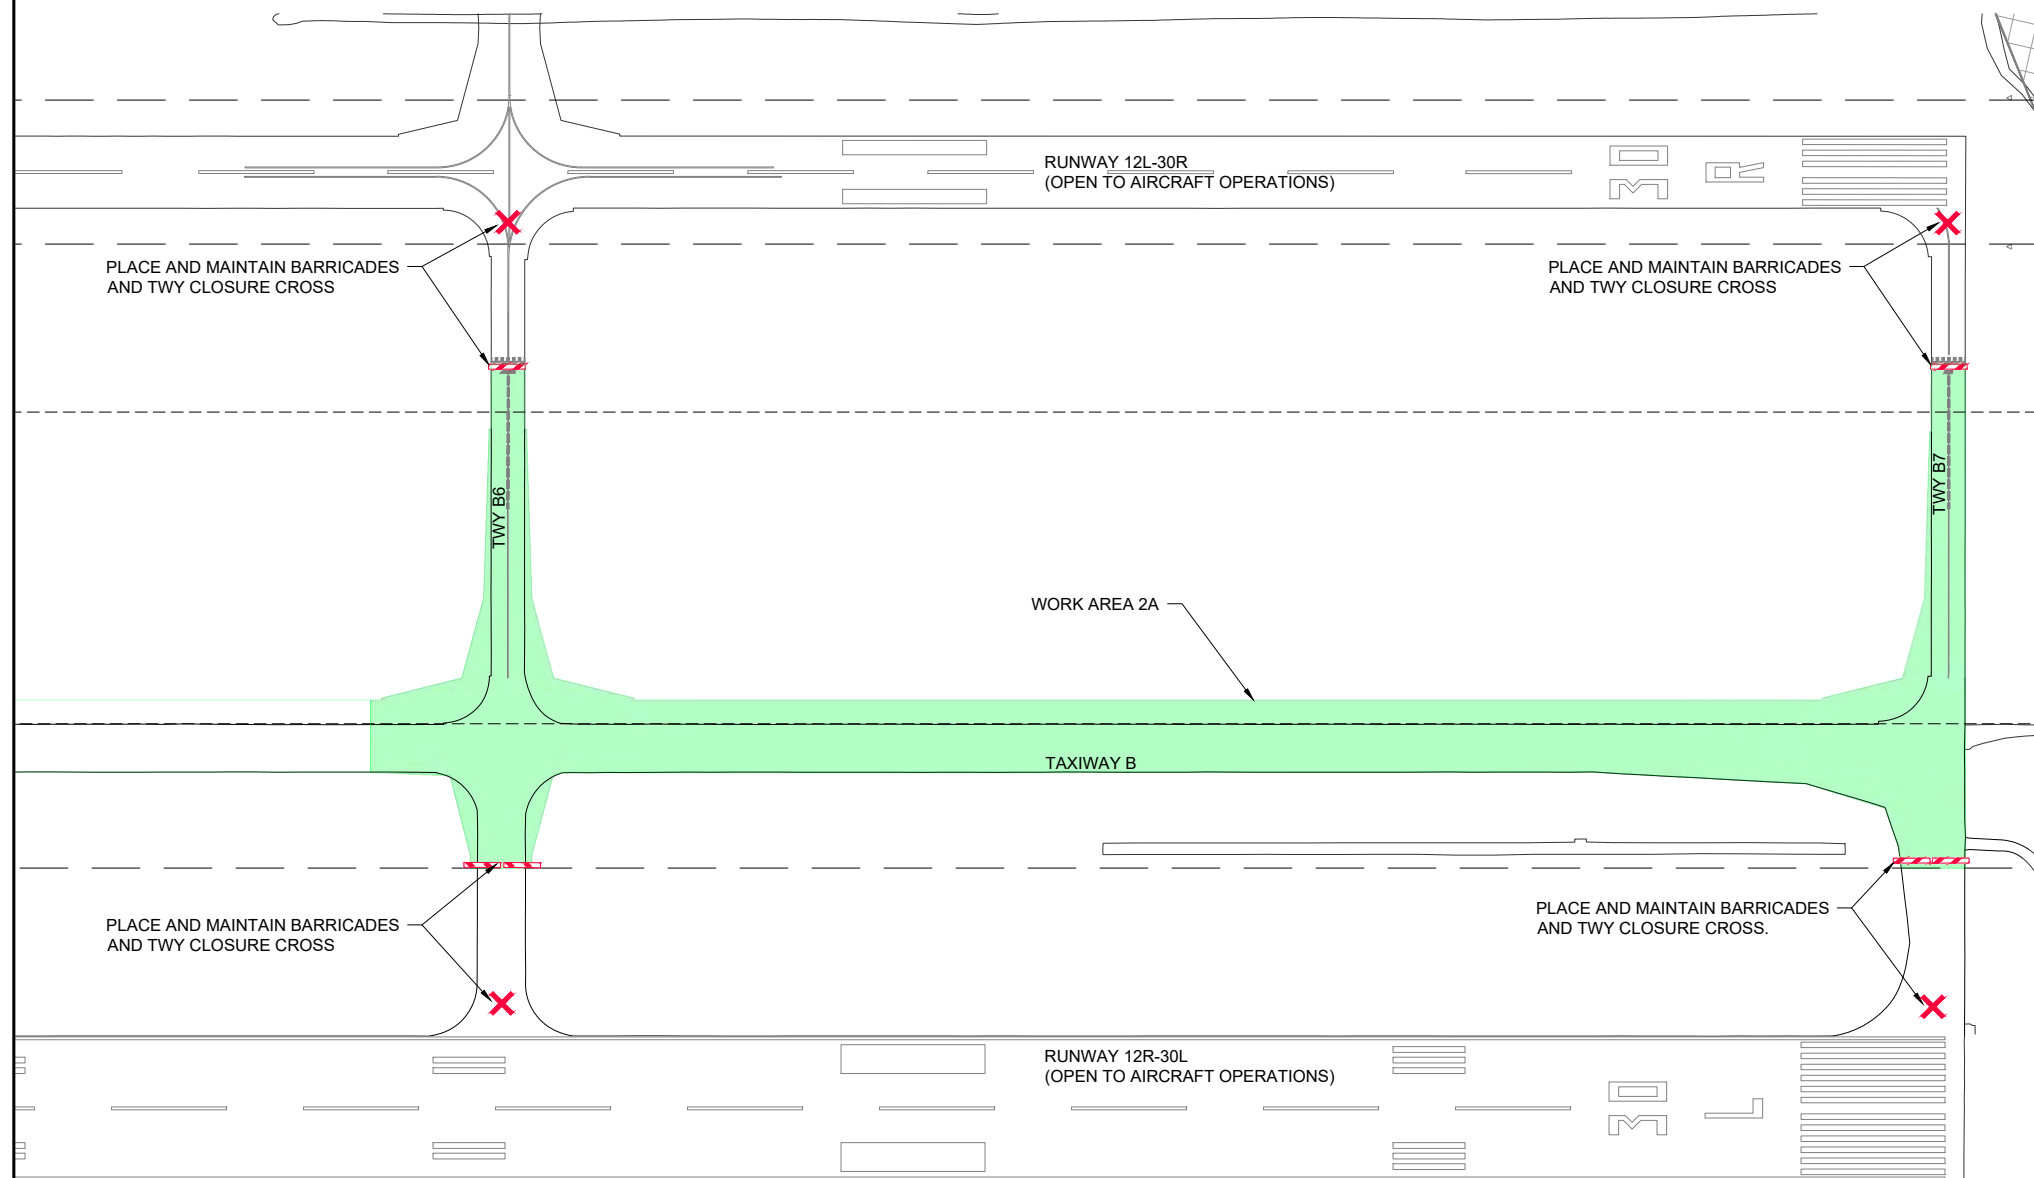 RUNWAY 12L-30R
(OPEN TO AIRCRAFT OPERATIONS)
30
R
PLACE AND MAINTAIN BARRICADES
AND TWY CLOSURE CROSS
PLACE AND MAINTAIN BARRICADES
AND TWY CLOSURE CROSS
TWY B6
TWY B7
WORK AREA 2A
TAXIWAY B
PLACE AND MAINTAIN BARRICADES
AND TWY CLOSURE CROSS
PLACE AND MAINTAIN BARRICADES
AND TWY CLOSURE CROSS.
RUNWAY 12R-30L
(OPEN TO AIRCRAFT OPERATIONS)
30
L